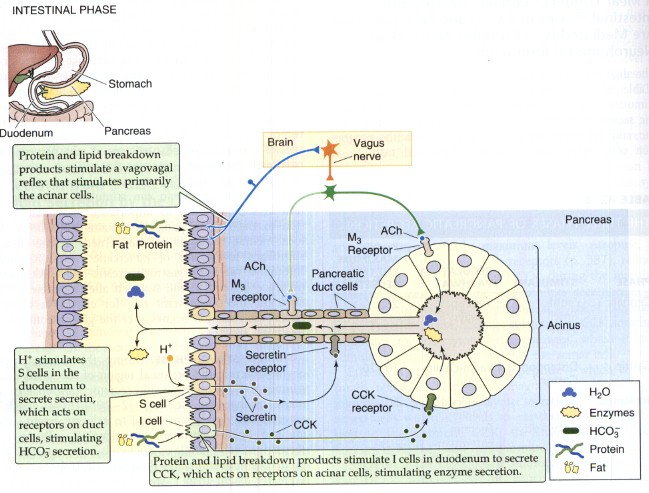 INTESTINAL PHASE
Stomach
Duodenum
Pancreas
Protein and lipid breakdown
products stimulate a vagovagal
reflex that stimulates primarily
the acinar cells.
Brain
Vagus
nerve
Pancreas
Fat Protein
ACh
M3
Receptor
ACh
M3
receptor
Pancreatic
duct cells
Acinus
H⁺
Secretin
receptor
H⁺ stimulates
S cells in the
duodenum to
secrete secretin,
which acts on
receptors on duct
cells, stimulating
HCO₃⁻ secretion.
S cell
Secretin
I cell
CCK
CCK
receptor
H₂O
Enzymes
HCO₃⁻
Protein
Fat
Protein and lipid breakdown products stimulate I cells in duodenum to secrete
CCK, which acts on receptors on acinar cells, stimulating enzyme secretion.